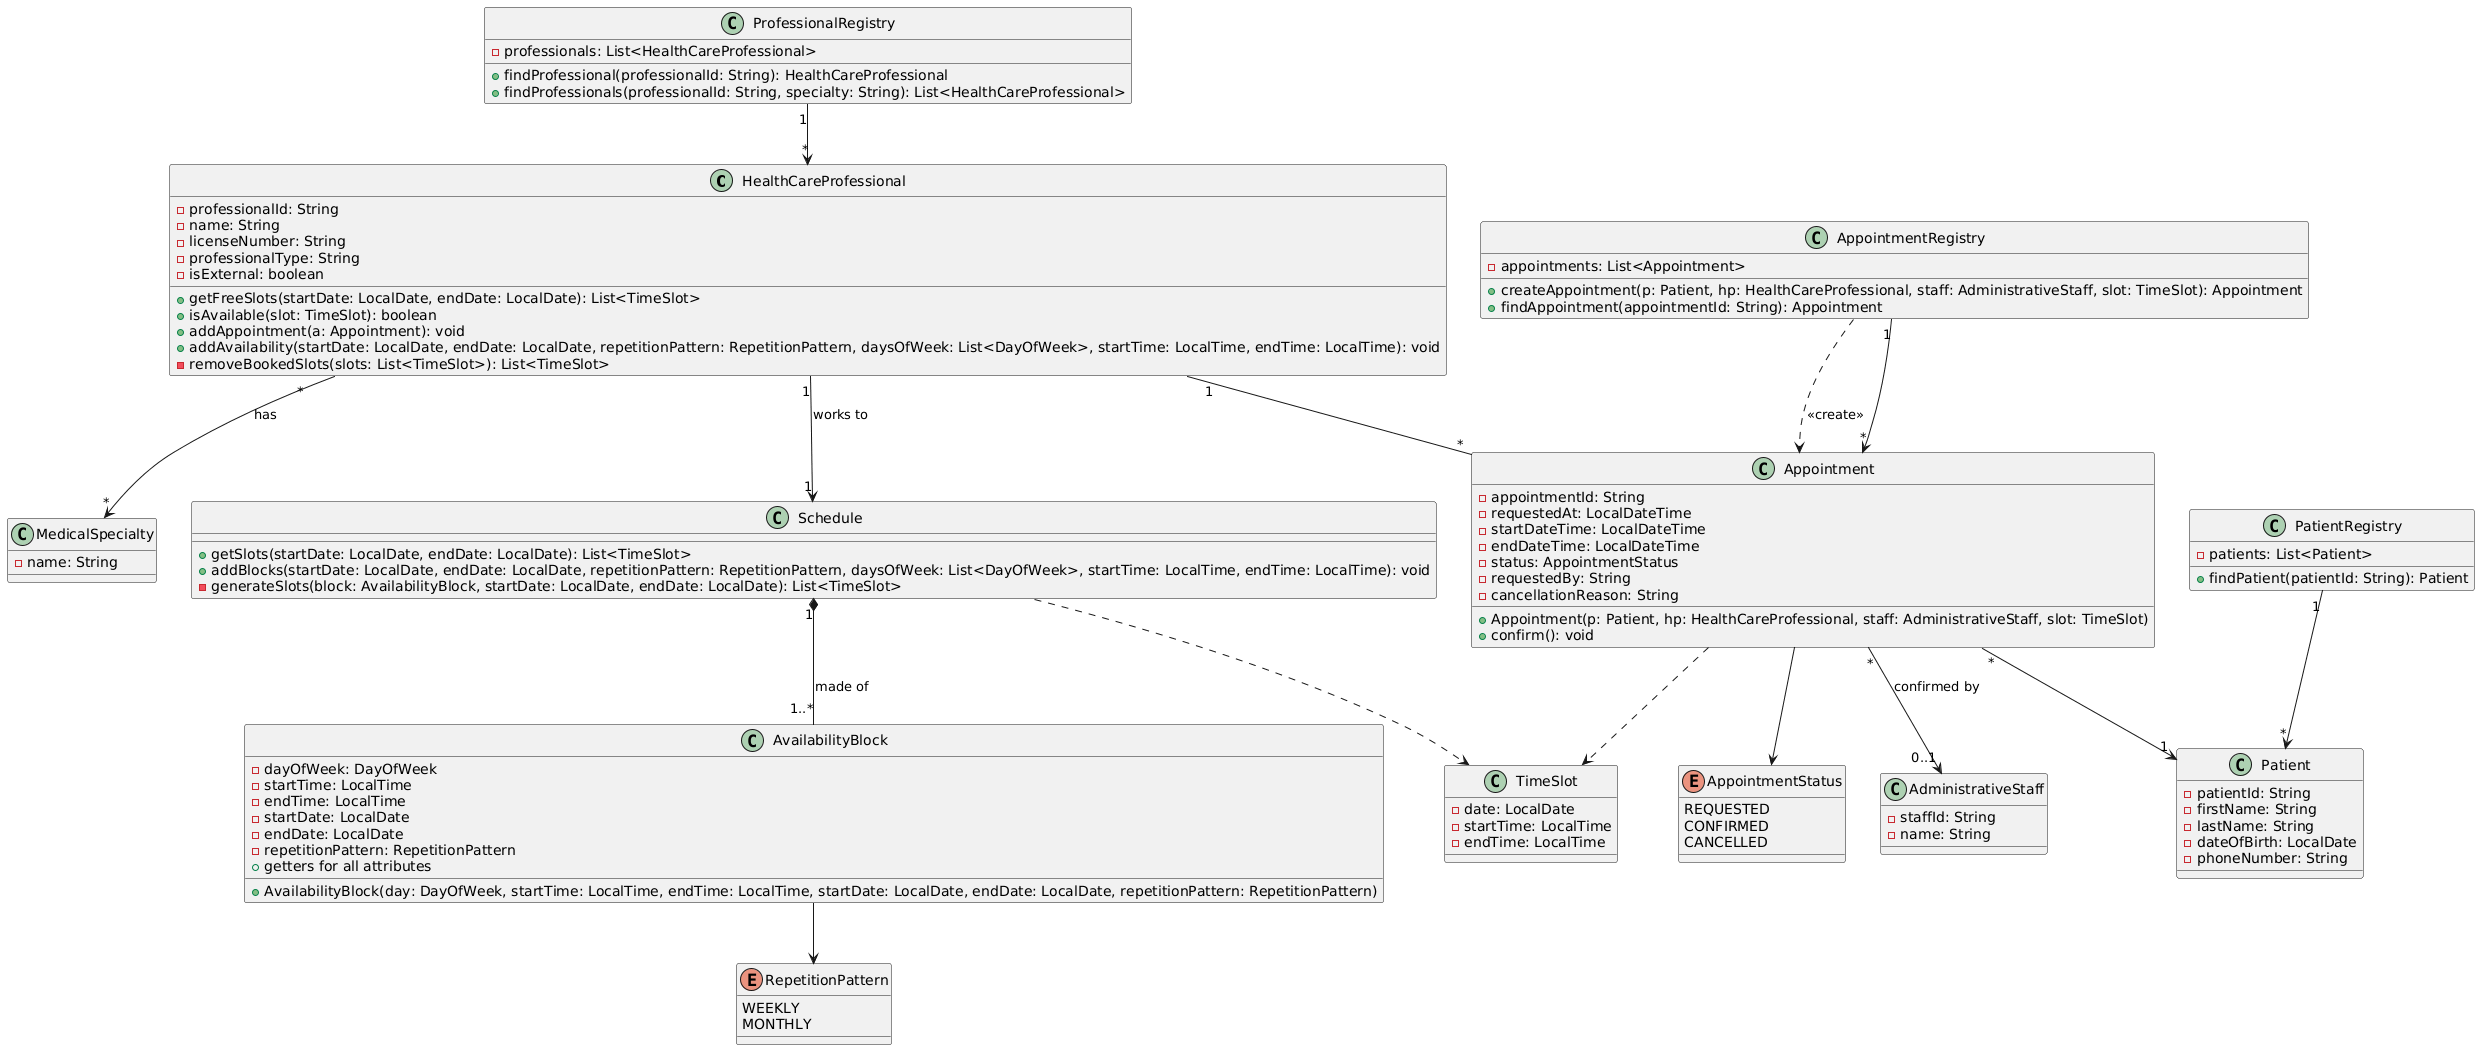 C ProfessionalRegistry
professionals: List<HealthCareProfessional>
findProfessional(professionalId: String): HealthCareProfessional
findProfessionals(professionalId: String, specialty: String): List<HealthCareProfessional>
1
*
C HealthCareProfessional
professionalId: String
name: String
licenseNumber: String
professionalType: String
isExternal: boolean
getFreeSlots(startDate: LocalDate, endDate: LocalDate): List<TimeSlot>
isAvailable(slot: TimeSlot): boolean
addAppointment(a: Appointment): void
addAvailability(startDate: LocalDate, endDate: LocalDate, repetitionPattern: RepetitionPattern, daysOfWeek: List<DayOfWeek>, startTime: LocalTime, endTime: LocalTime): void
removeBookedSlots(slots: List<TimeSlot>): List<TimeSlot>
C AppointmentRegistry
appointments: List<Appointment>
createAppointment(p: Patient, hp: HealthCareProfessional, staff: AdministrativeStaff, slot: TimeSlot): Appointment
findAppointment(appointmentId: String): Appointment
*
has
*
1
works to
1
1
*
«create»
1
*
C MedicalSpecialty
name: String
C Schedule
getSlots(startDate: LocalDate, endDate: LocalDate): List<TimeSlot>
addBlocks(startDate: LocalDate, endDate: LocalDate, repetitionPattern: RepetitionPattern, daysOfWeek: List<DayOfWeek>, startTime: LocalTime, endTime: LocalTime): void
generateSlots(block: AvailabilityBlock, startDate: LocalDate, endDate: LocalDate): List<TimeSlot>
C Appointment
appointmentId: String
requestedAt: LocalDateTime
startDateTime: LocalDateTime
endDateTime: LocalDateTime
status: AppointmentStatus
requestedBy: String
cancellationReason: String
Appointment(p: Patient, hp: HealthCareProfessional, staff: AdministrativeStaff, slot: TimeSlot)
confirm(): void
C PatientRegistry
patients: List<Patient>
findPatient(patientId: String): Patient
1
made of
1..*
*
confirmed by
0..1
*
1
1
*
C AvailabilityBlock
dayOfWeek: DayOfWeek
startTime: LocalTime
endTime: LocalTime
startDate: LocalDate
endDate: LocalDate
repetitionPattern: RepetitionPattern
getters for all attributes
AvailabilityBlock(day: DayOfWeek, startTime: LocalTime, endTime: LocalTime, startDate: LocalDate, endDate: LocalDate, repetitionPattern: RepetitionPattern)
C TimeSlot
date: LocalDate
startTime: LocalTime
endTime: LocalTime
E AppointmentStatus
REQUESTED
CONFIRMED
CANCELLED
C AdministrativeStaff
staffId: String
name: String
C Patient
patientId: String
firstName: String
lastName: String
dateOfBirth: LocalDate
phoneNumber: String
E RepetitionPattern
WEEKLY
MONTHLY